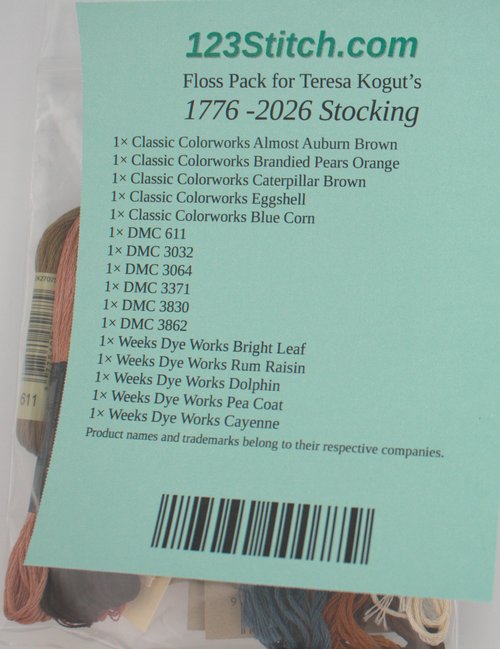 123Stitch.com
Floss Pack for Teresa Kogut's
1776 -2026 Stocking
1× Classic Colorworks Almost Auburn Brown
1× Classic Colorworks Brandied Pears Orange
1× Classic Colorworks Caterpillar Brown
1× Classic Colorworks Eggshell
1× Classic Colorworks Blue Corn
1× DMC 611
1× DMC 3032
1× DMC 3064
1× DMC 3371
1× DMC 3830
1× DMC 3862
1× Weeks Dye Works Bright Leaf
1× Weeks Dye Works Rum Raisin
1× Weeks Dye Works Dolphin
1× Weeks Dye Works Pea Coat
1× Weeks Dye Works Cayenne
Product names and trademarks belong to their respective companies.
611